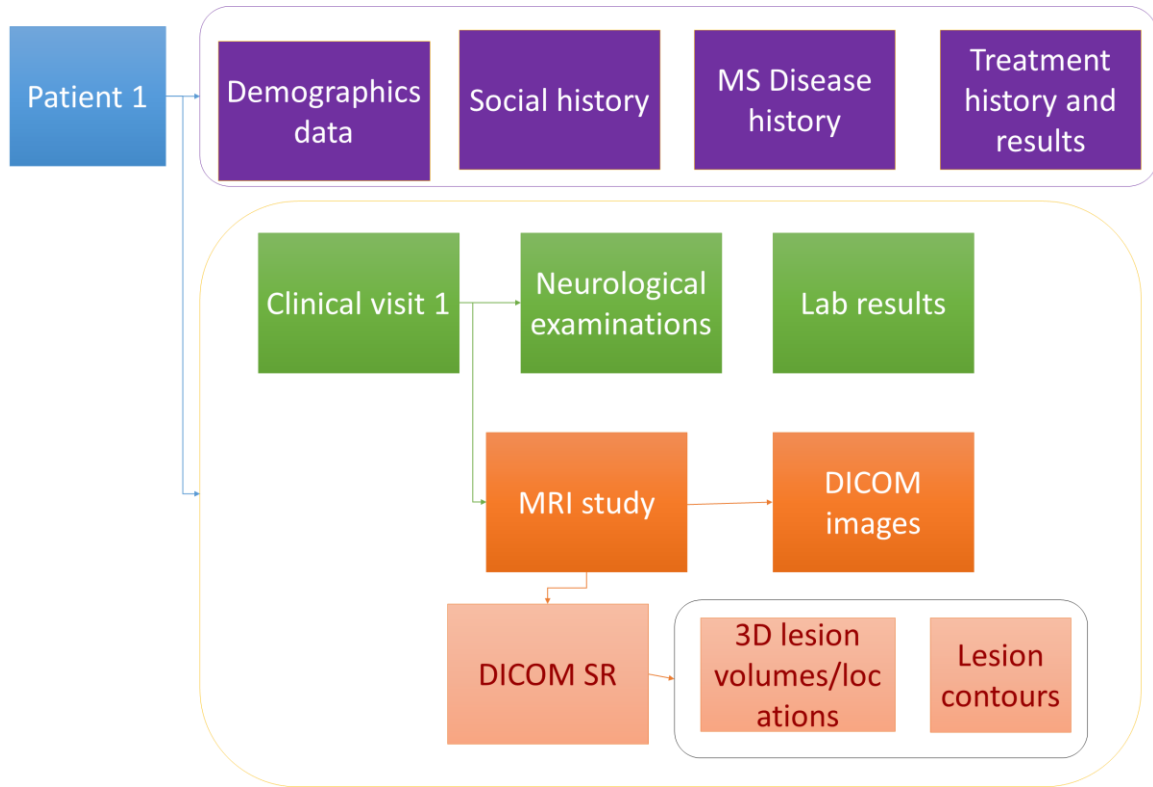 Patient 1
Demographics
data
Social history
MS Disease
history
Treatment
history and
results
Clinical visit 1
Neurological
examinations
Lab results
MRI study
DICOM
images
DICOM SR
3D lesion
volumes/loc
ations
Lesion
contours